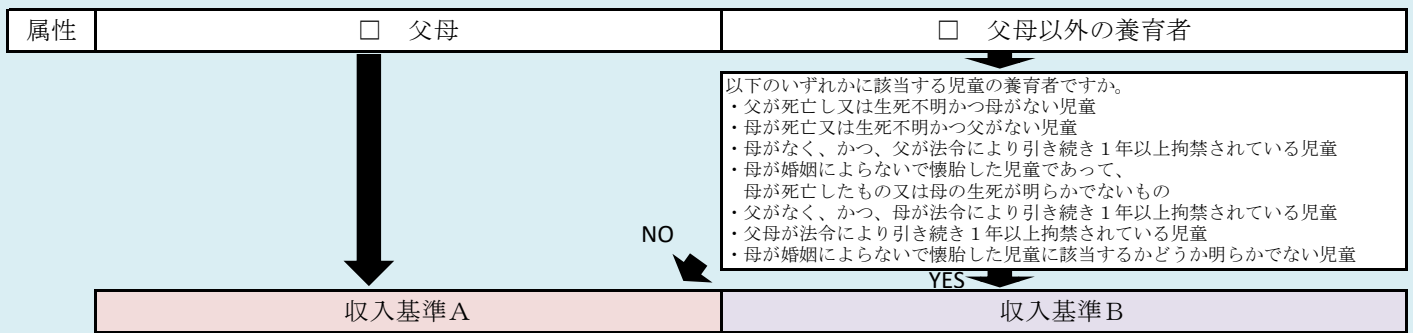 属性
□　父母
□　父母以外の養育者
以下のいずれかに該当する児童の養育者ですか。
・父が死亡し又は生死不明かつ母がない児童
・母が死亡又は生死不明かつ父がない児童
・母がなく、かつ、父が法令により引き続き１年以上拘禁されている児童
・母が婚姻によらないで懐胎した児童であって、
母が死亡したもの又は母の生死が明らかでないもの
・父がなく、かつ、母が法令により引き続き１年以上拘禁されている児童
・父母が法令により引き続き１年以上拘禁されている児童
・母が婚姻によらないで懐胎した児童に該当するかどうか明らかでない児童
NO
YES
収入基準Ａ
収入基準Ｂ